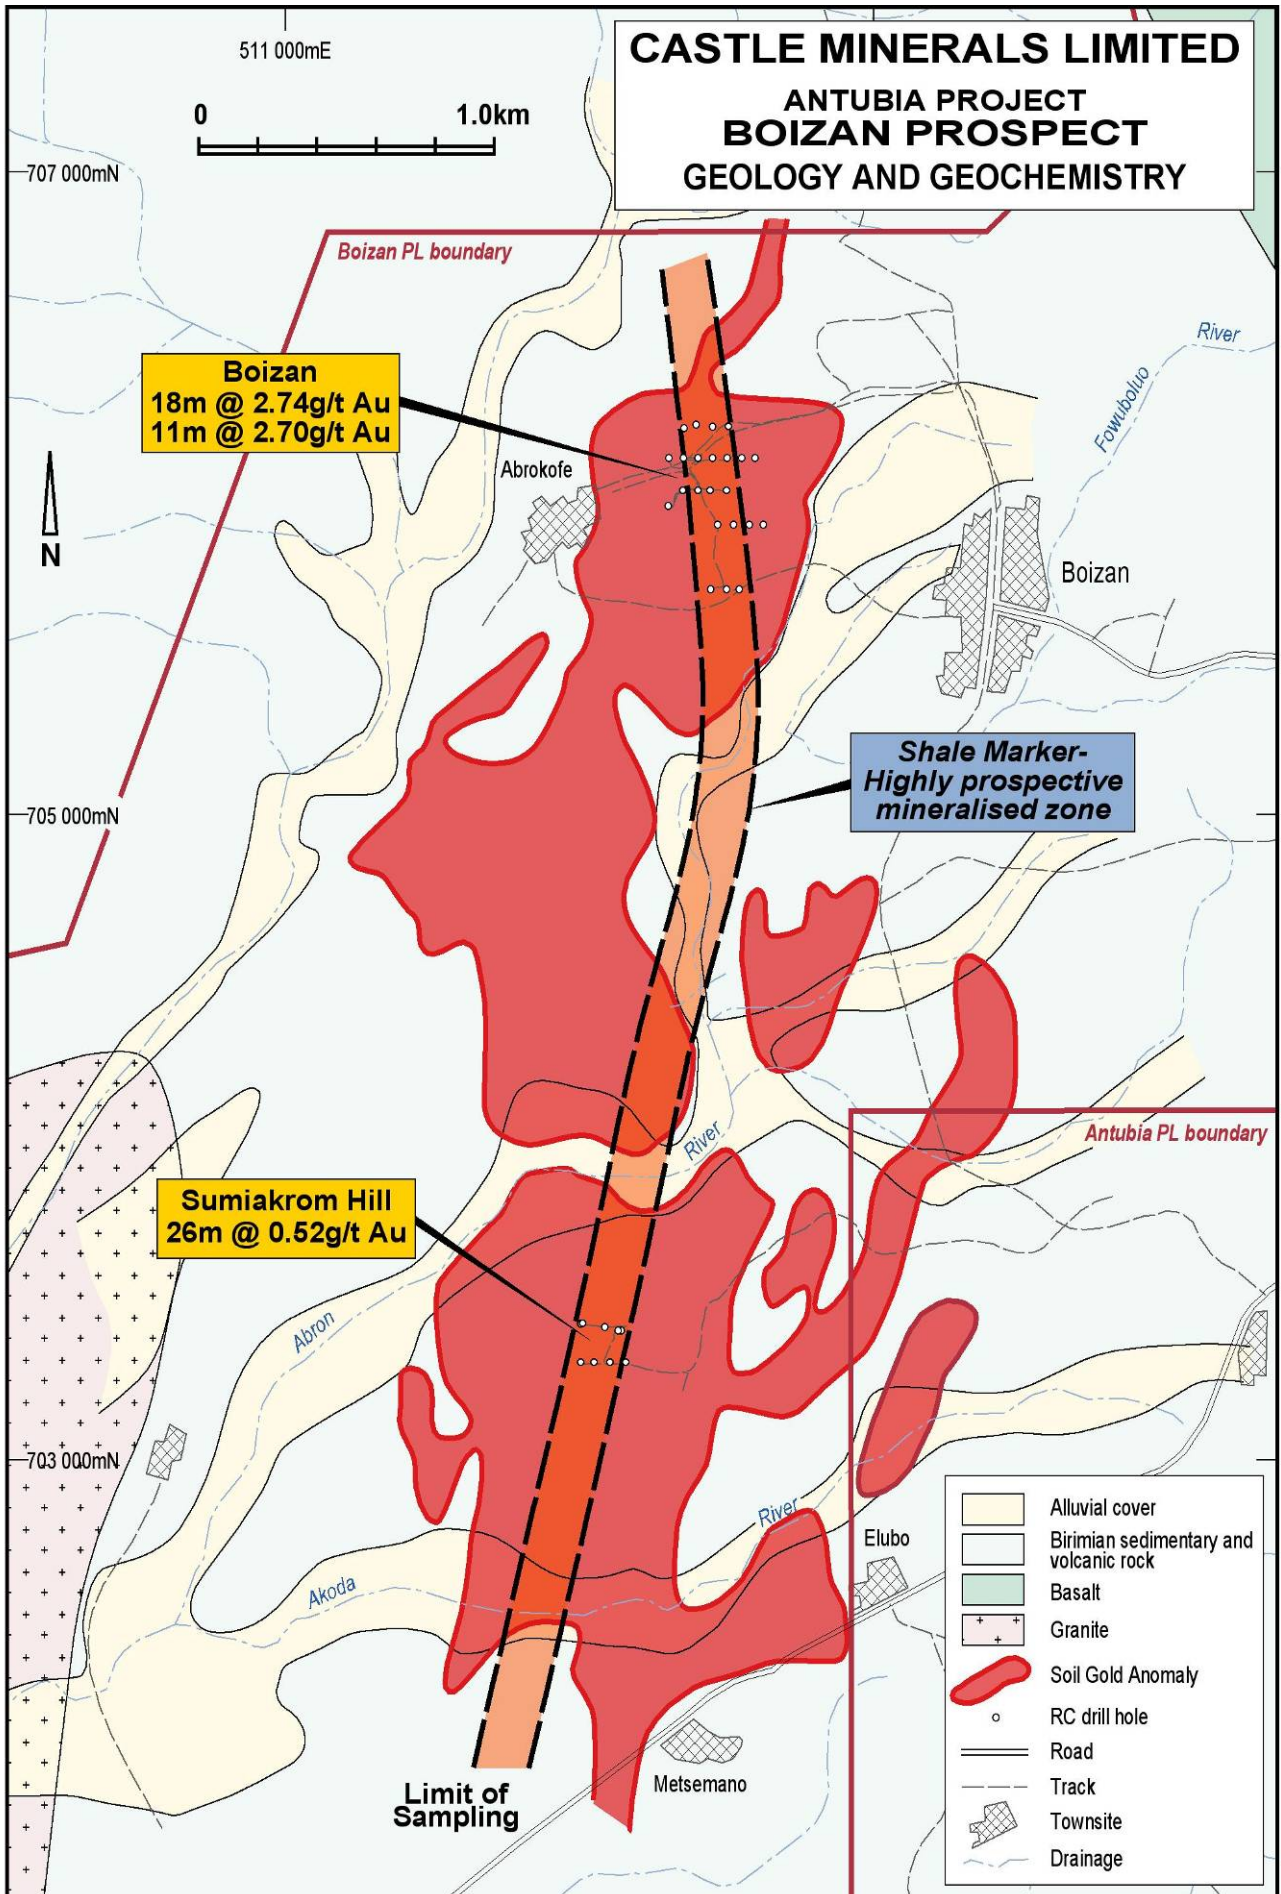 511 000mE
CASTLE MINERALS LIMITED
ANTUBIA PROJECT
BOIZAN PROSPECT
GEOLOGY AND GEOCHEMISTRY
0 1.0km
707 000mN
Boizan PL boundary
River
Fowuboluo
Boizan
18m @ 2.74g/t Au
11m @ 2.70g/t Au
Abrokofe
N
Boizan
Shale Marker-
Highly prospective
mineralised zone
705 000mN
River
Antubia PL boundary
Sumiakrom Hill
26m @ 0.52g/t Au
Abron
703 000mN
River
Elubo
Akoda
Metsemano
Limit of
Sampling
Alluvial cover
Birimian sedimentary and
volcanic rock
Basalt
Granite
Soil Gold Anomaly
RC drill hole
Road
Track
Townsite
Drainage